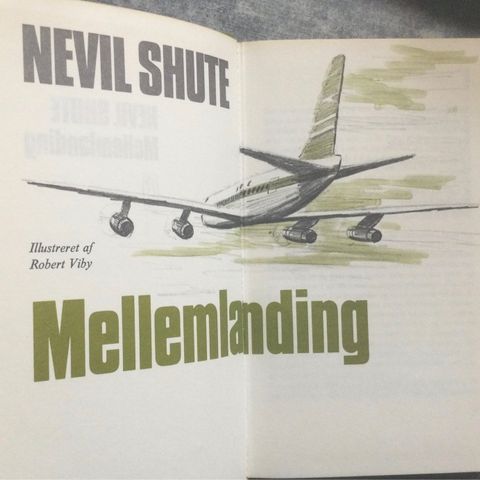 NEVIL SHUTE
Illustreret af
Robert Viby
Mellemlanding